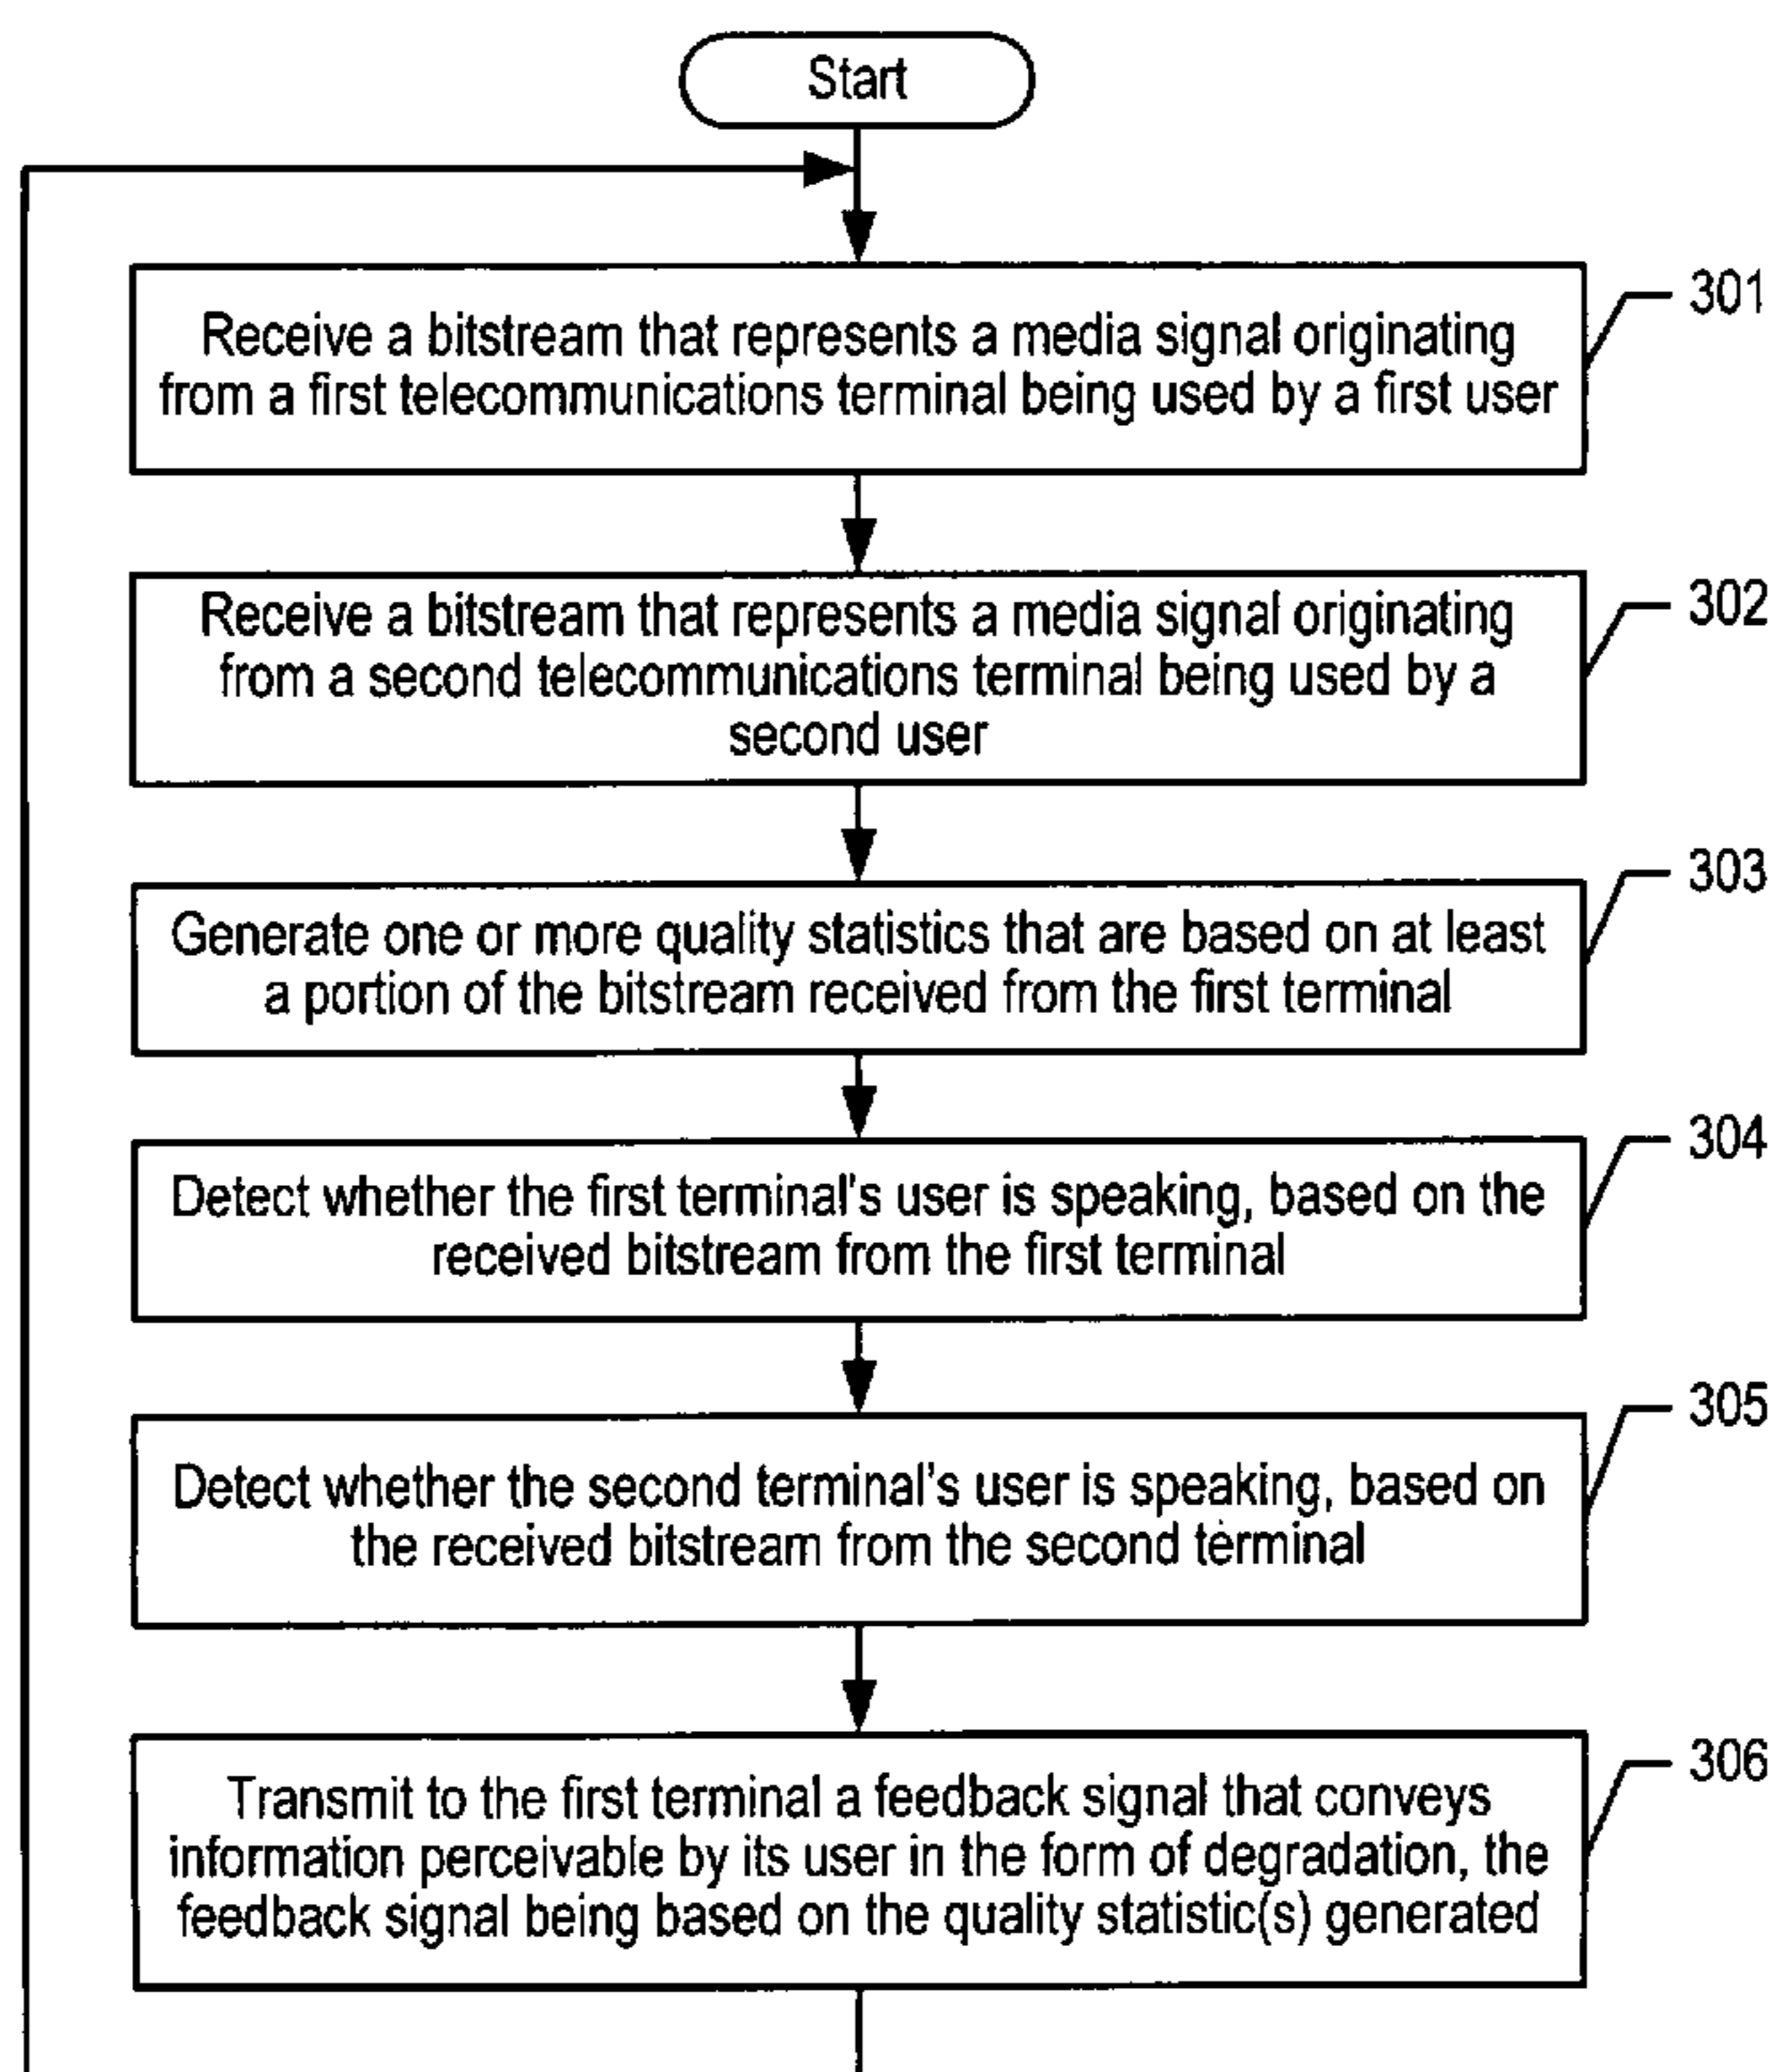 Start
301
Receive a bitstream that represents a media signal originating
from a first telecommunications terminal being used by a first user
302
Receive a bitstream that represents a media signal originating
from a second telecommunications terminal being used by a
second user
303
Generate one or more quality statistics that are based on at least
a portion of the bitstream received from the first terminal
304
Detect whether the first terminal's user is speaking, based on the
received bitstream from the first terminal
305
Detect whether the second terminal's user is speaking, based on
the received bitstream from the second terminal
306
Transmit to the first terminal a feedback signal that conveys
information perceivable by its user in the form of degradation, the
feedback signal being based on the quality statistic(s) generated